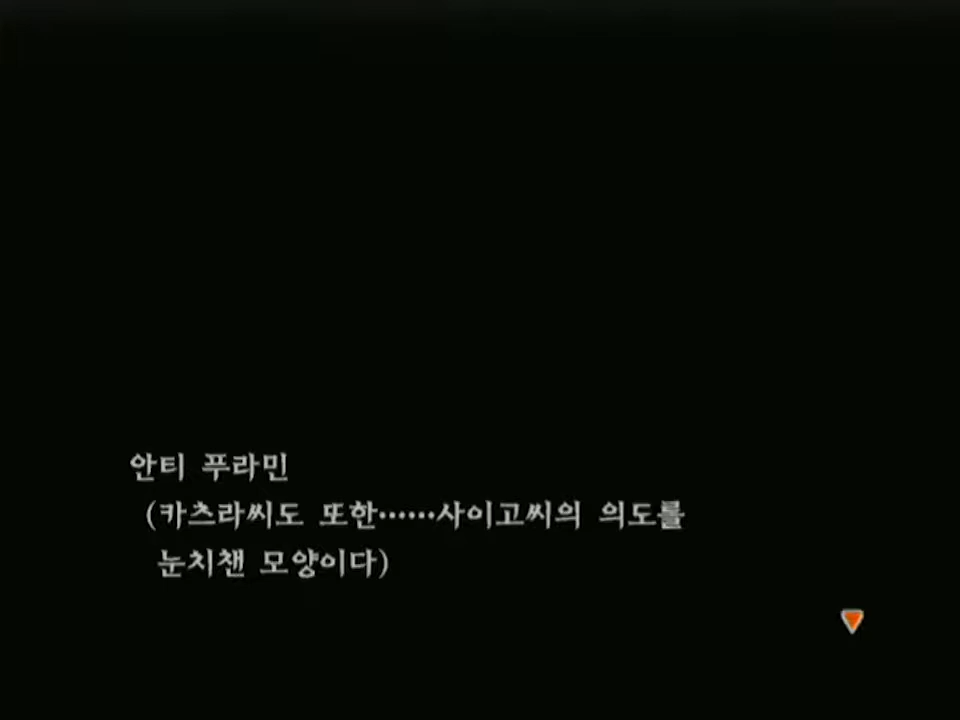 안티 푸라민
(카츠라씨도 또한……사이고씨의 의도를
눈치챈 모양이다)